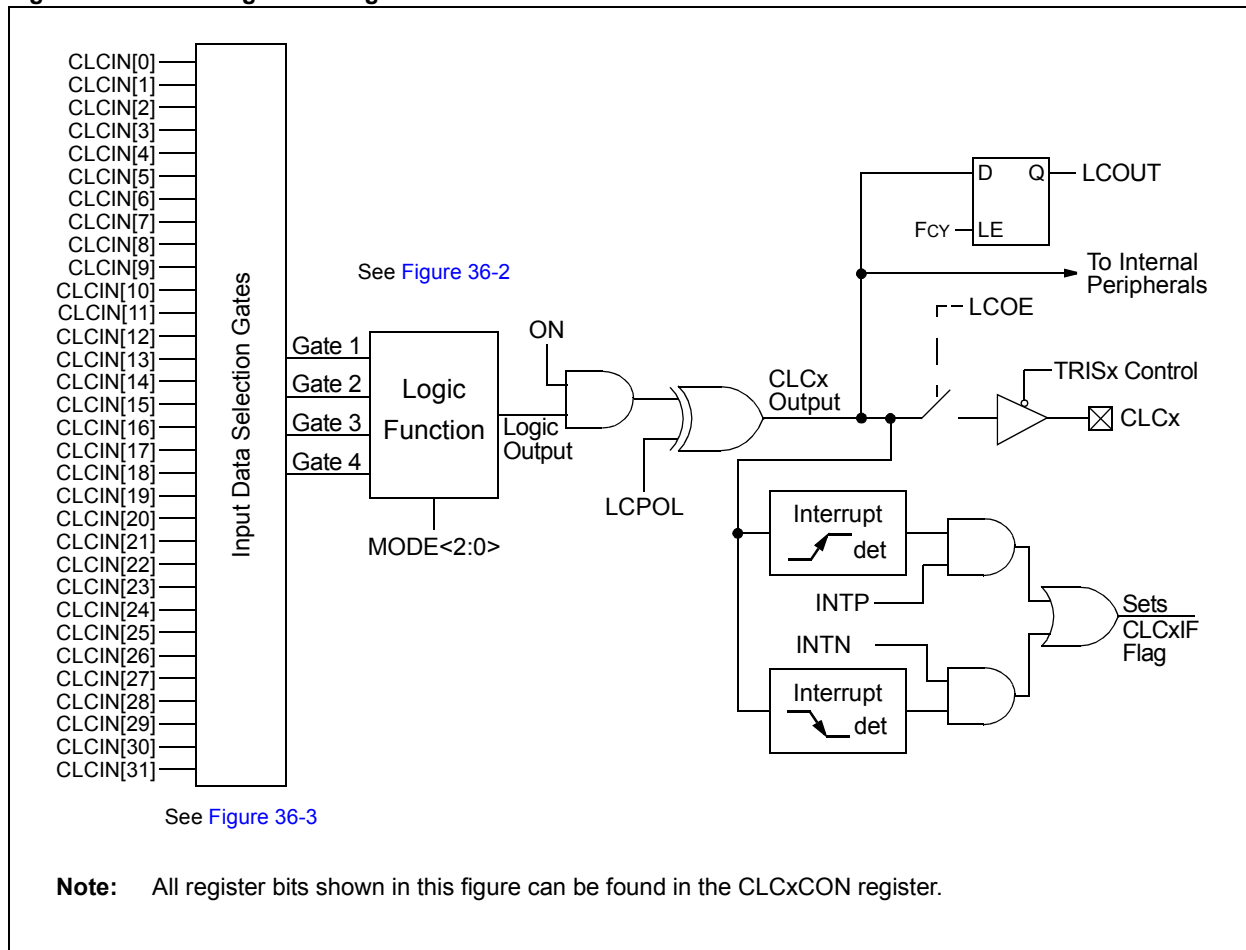 CLCIN[0]
CLCIN[1]
CLCIN[2]
CLCIN[3]
CLCIN[4]
CLCIN[5]
CLCIN[6]
CLCIN[7]
CLCIN[8]
CLCIN[9]
CLCIN[10]
CLCIN[11]
CLCIN[12]
CLCIN[13]
CLCIN[14]
CLCIN[15]
CLCIN[16]
CLCIN[17]
CLCIN[18]
CLCIN[19]
CLCIN[20]
CLCIN[21]
CLCIN[22]
CLCIN[23]
CLCIN[24]
CLCIN[25]
CLCIN[26]
CLCIN[27]
CLCIN[28]
CLCIN[29]
CLCIN[30]
CLCIN[31]
Input Data Selection Gates
See Figure 36-3
Gate 1
Gate 2
Gate 3
Gate 4
See Figure 36-2
Logic
Function
MODE<2:0>
Logic
Output
ON
LCPOL
CLCx
Output
D Q
LE
FCY
LCOUT
To Internal
Peripherals
LCOE
TRISx Control
CLCx
Interrupt
det
INTP
INTN
Interrupt
det
Sets
CLCxIF
Flag
Note: All register bits shown in this figure can be found in the CLCxCON register.